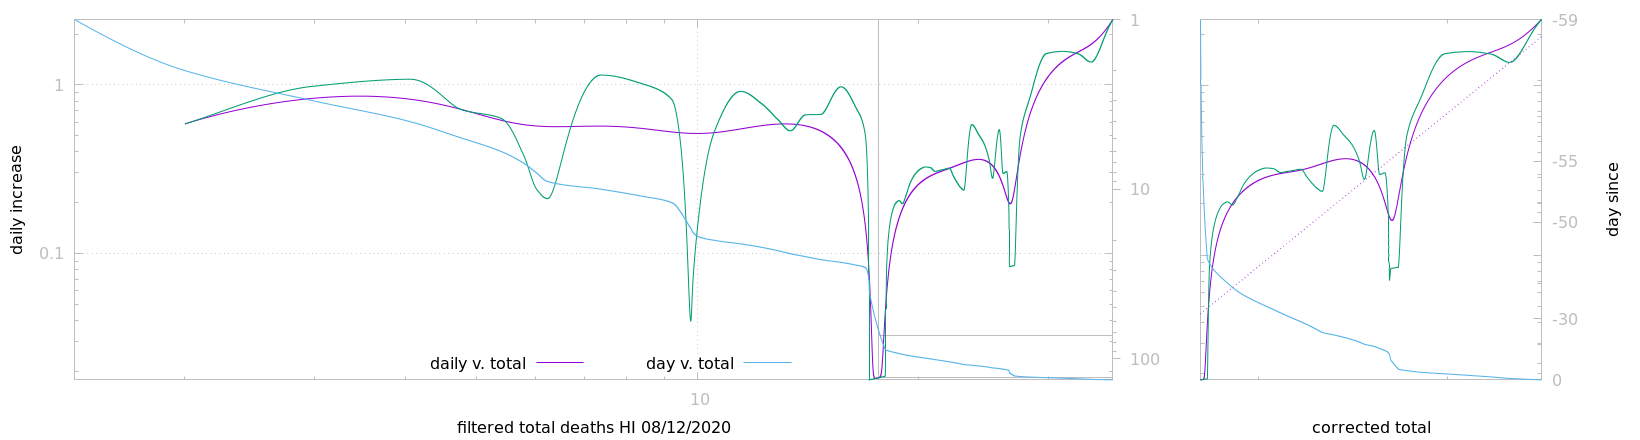 1
0.1
daily increase
daily v. total
day v. total
10
filtered total deaths HI 08/12/2020
1
10
100
-59
-55
-50
-30
0
day since
corrected total